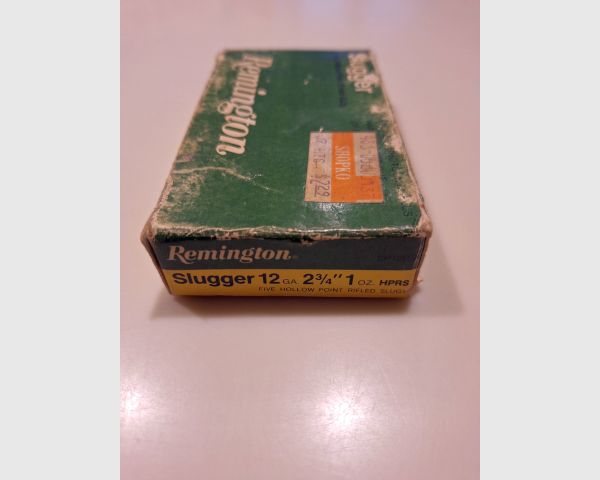 Slugger
Remington
SHOPKO
Remington®
Slugger 12 GA. 2¾" 1 OZ. HPRS
FIVE HOLLOW POINT RIFLED SLUGS